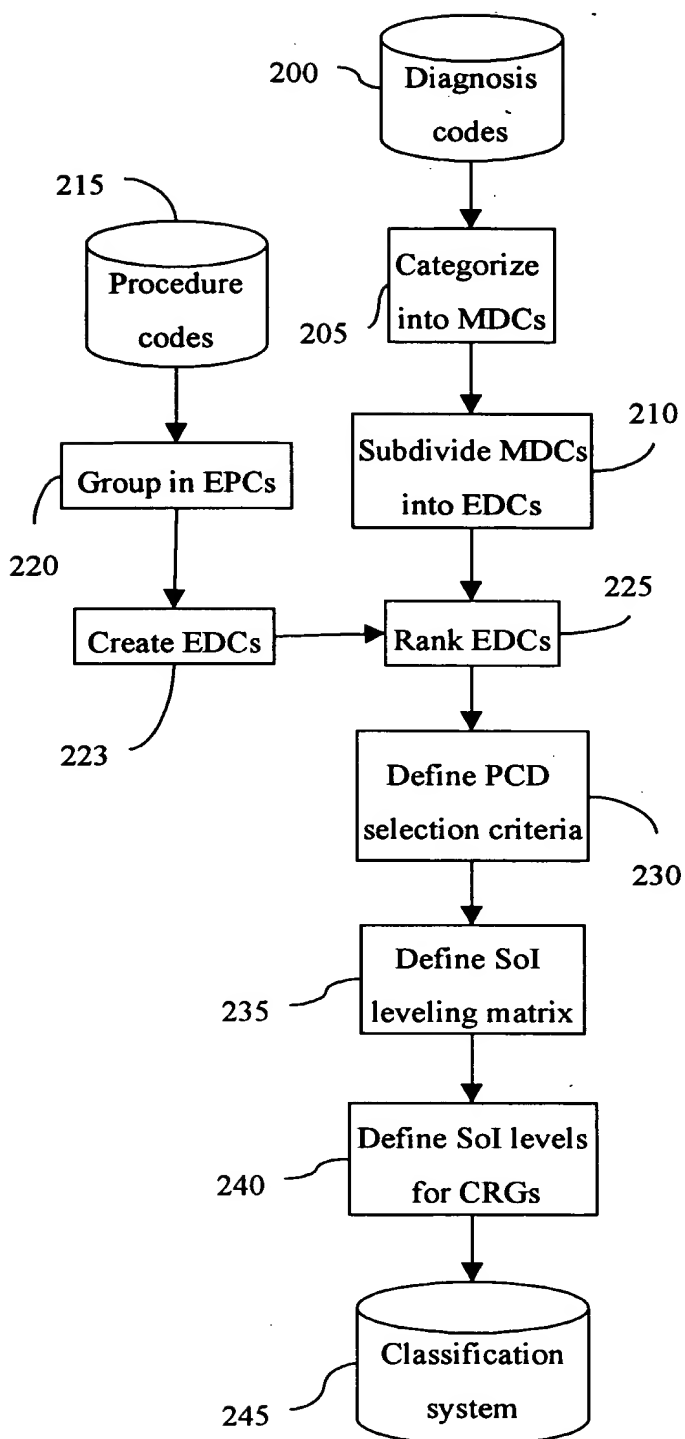 200
Diagnosis
codes
215
Procedure
codes
Categorize
into MDCs
205
210
Subdivide MDCs
into EDCs
Group in EPCs
220
225
Create EDCs
Rank EDCs
223
Define PCD
selection criteria
230
Define SoI
leveling matrix
235
Define SoI levels
for CRGs
240
Classification
system
245